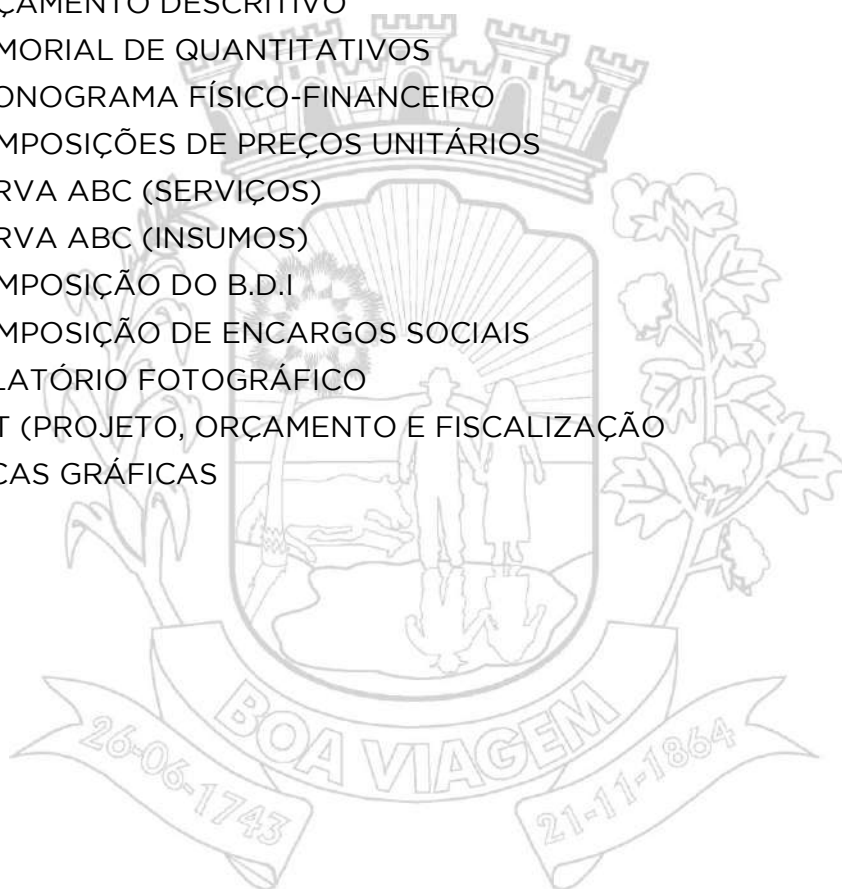 ÇAMENTO DESCRITIVO
MORIAL DE QUANTITATIVOS
ONOGRAMA FÍSICO-FINANCEIRO
MPOSIÇÕES DE PREÇOS UNITÁRIOS
RVA ABC (SERVIÇOS)
RVA ABC (INSUMOS)
MPOSIÇÃO DO B.D.I
MPOSIÇÃO DE ENCARGOS SOCIAIS
LATÓRIO FOTOGRÁFICO
T (PROJETO, ORÇAMENTO E FISCALIZAÇÃO
ÇAS GRÁFICAS
BOA VIAGEM
26-06-1743
21-11-1864